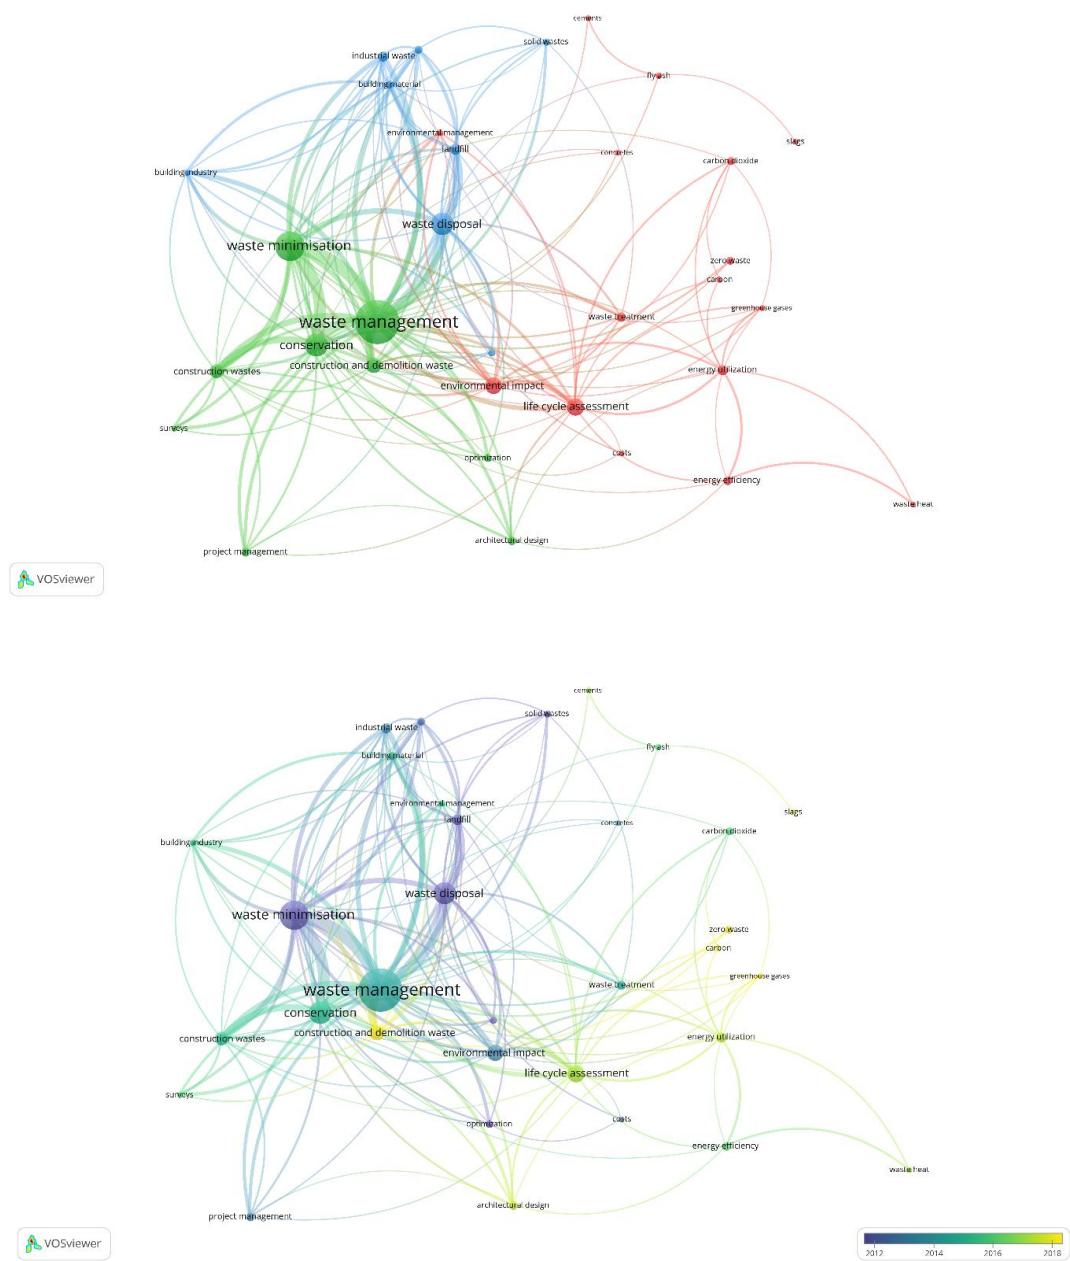 cements
solid wastes
industrial waste
fly ash
building material
environmental management
slags
landfill
concretes
carbon dioxide
building industry
waste disposal
waste minimisation
zero waste
carbon
greenhouse gases
waste treatment
waste management
conservation
construction and demolition waste
energy utilization
construction wastes
environmental impact
life cycle assessment
surveys
costs
optimization
energy efficiency
waste heat
architectural design
project management
VOSviewer
cements
solid wastes
industrial waste
fly ash
building material
environmental management
slags
landfill
concretes
carbon dioxide
building industry
waste disposal
waste minimisation
zero waste
carbon
greenhouse gases
waste treatment
waste management
conservation
construction and demolition waste
energy utilization
construction wastes
environmental impact
life cycle assessment
surveys
costs
optimization
energy efficiency
waste heat
architectural design
project management
VOSviewer
2012 2014 2016 2018